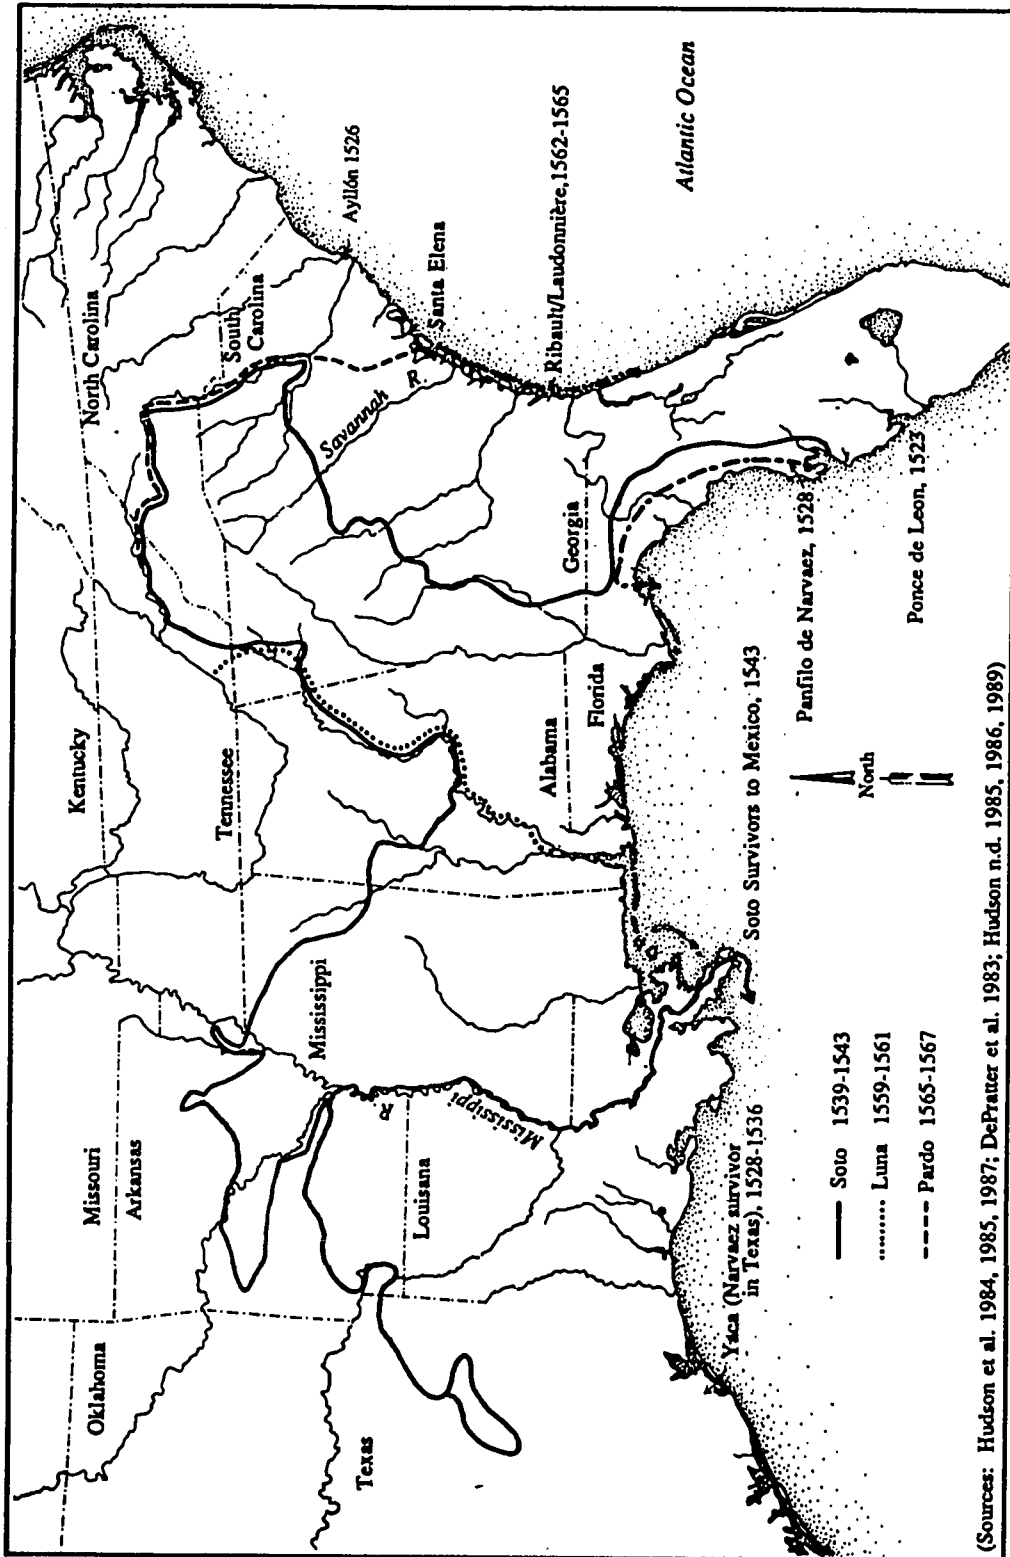 Oklahoma
Missouri
Arkansas
Kentucky
Tennessee
North Carolina
South
Carolina
Texas
Louisana
Mississippi
Mississippi
R.
Alabama
Florida
Georgia
Savannah
R.
Ayllón 1526
Santa Elena
Ribault/Laudonnière,1562-1565
Atlantic Ocean
Yaca (Narvaez survivor
in Texas), 1528-1536
Soto Survivors to Mexico, 1543
Panfilo de Narvaez, 1528
Ponce de Leon, 1523
North
Soto 1539-1543
Luna 1559-1561
Pardo 1565-1567
(Sources: Hudson et al. 1984, 1985, 1987; DePratter et al. 1983; Hudson n.d. 1985, 1986, 1989)